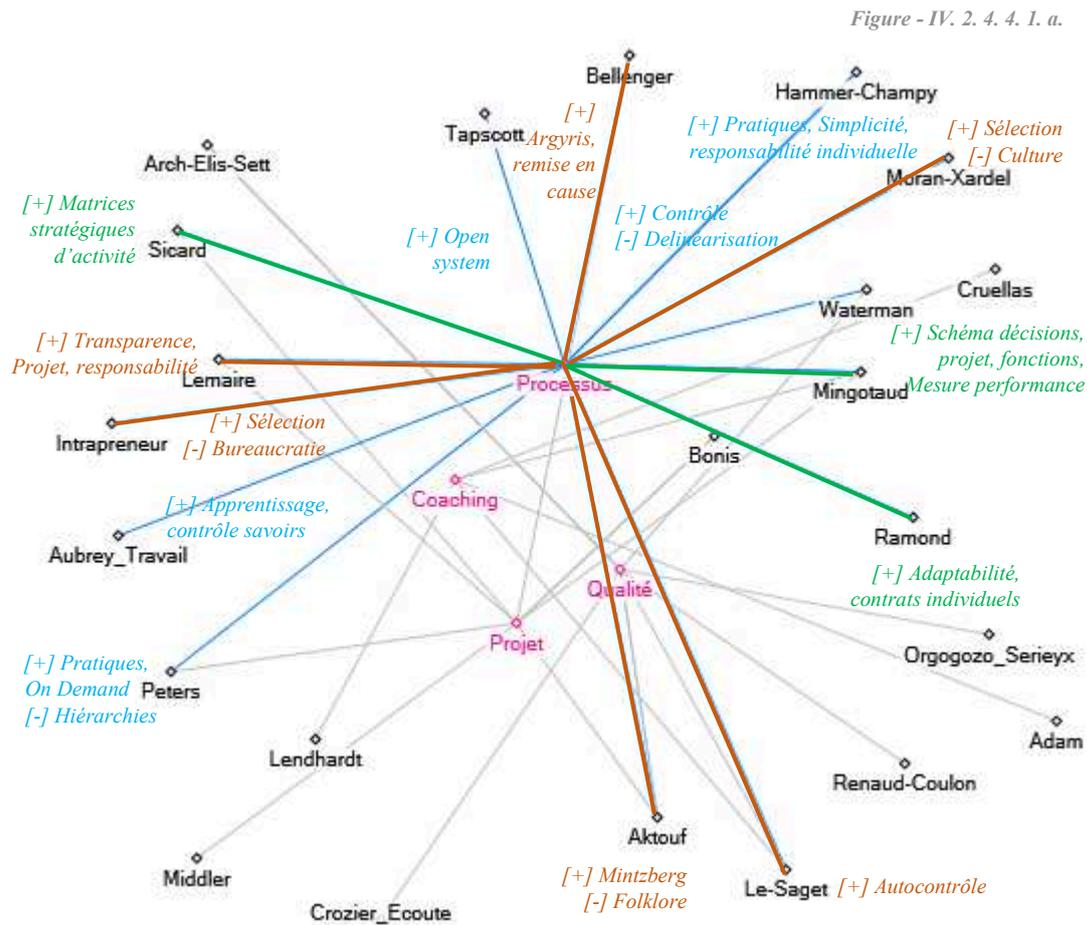 Figure - IV. 2. 4. 4. 1. a.
Bellenger
Hammer-Champy
[+]
Argyris,
remise en
cause
Tapscott
[+] Pratiques, Simplicité,
responsabilité individuelle
[+] Sélection
[-] Culture
Moran-Xardel
Arch-Elis-Sett
[+] Matrices
stratégiques
d’activité
Sicard
[+] Open
system
[+] Contrôle
[-] Delinearisation
Cruellas
Waterman
[+] Schéma décisions,
projet, fonctions,
Mesure performance
[+] Transparence,
Projet, responsabilité
Lemaire
Processus
Mingotaud
Intrapreneur
[+] Sélection
[-] Bureaucratie
Bonis
Coaching
[+] Apprentissage,
contrôle savoirs
Aubrey_Travail
Ramond
[+] Adaptabilité,
contrats individuels
Qualité
Projet
Orgogozo_Serieyx
[+] Pratiques,
On Demand
[-] Hiérarchies
Peters
Adam
Lendhardt
Renaud-Coulon
Aktouf
Middler
[+] Mintzberg
[-] Folklore
Le-Saget
[+] Autocontrôle
Crozier_Ecoute